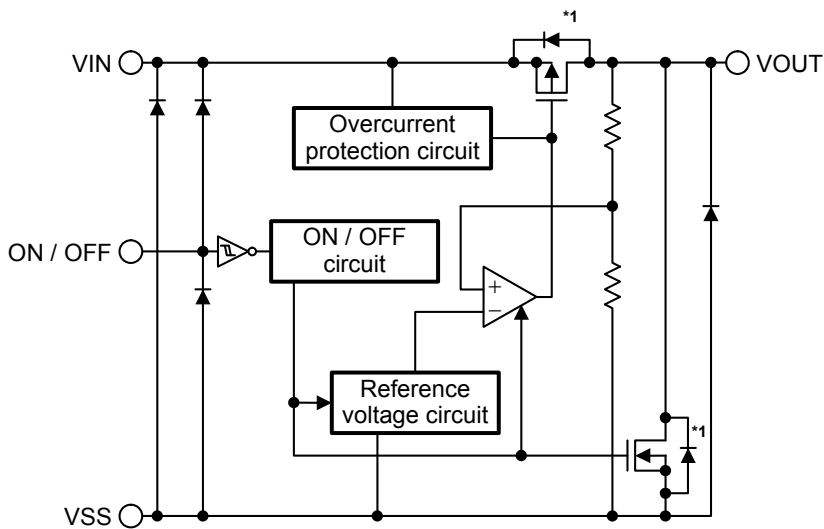 *1
VIN
VOUT
Overcurrent
protection circuit
ON / OFF
ON / OFF
circuit
+
−
Reference
voltage circuit
*1
VSS